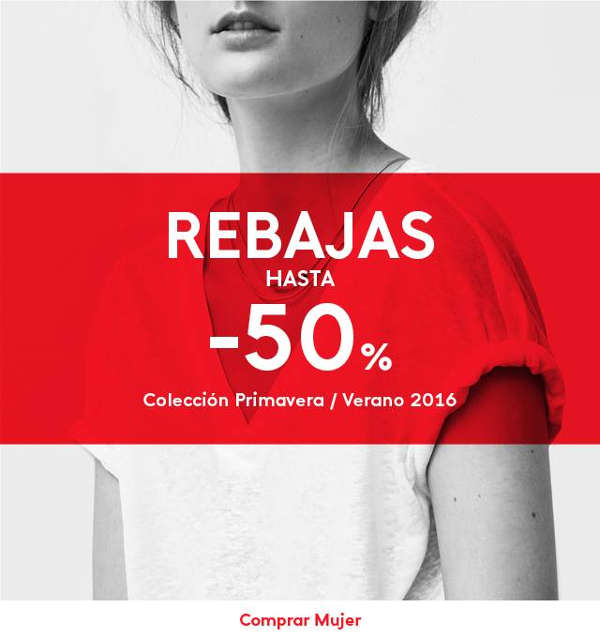 REBAJAS
HASTA
-50%
Colección Primavera / Verano 2016
Comprar Mujer